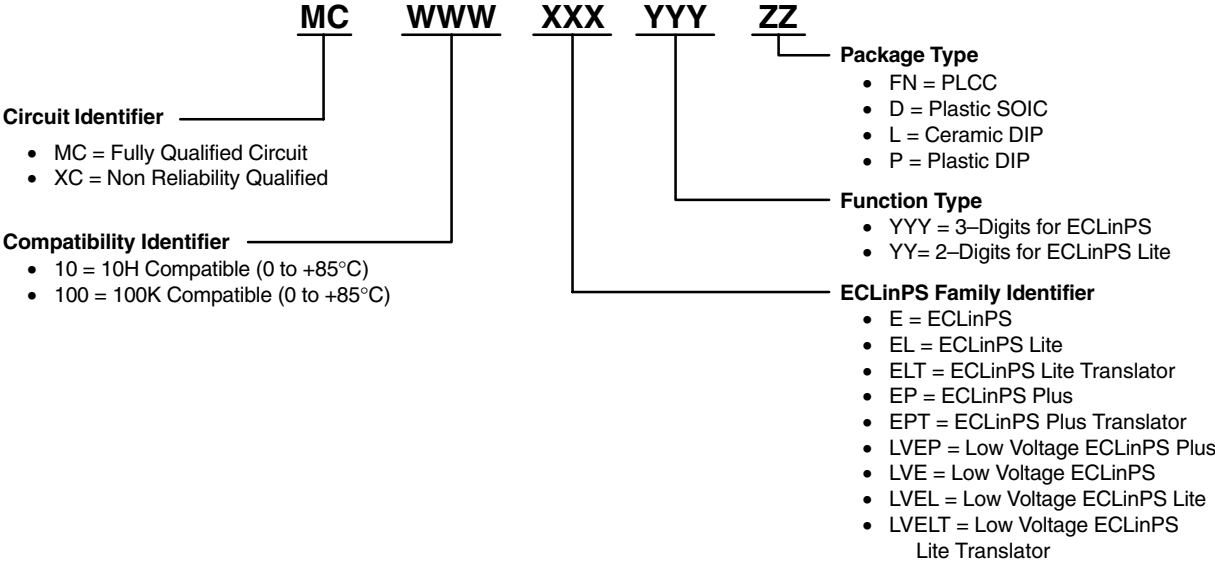 MC WWW XXX YYY ZZ
Circuit Identifier
• MC = Fully Qualified Circuit
• XC = Non Reliability Qualified
Compatibility Identifier
• 10 = 10H Compatible (0 to +85°C)
• 100 = 100K Compatible (0 to +85°C)
Package Type
• FN = PLCC
• D = Plastic SOIC
• L = Ceramic DIP
• P = Plastic DIP
Function Type
• YYY = 3–Digits for ECLinPS
• YY= 2–Digits for ECLinPS Lite
ECLinPS Family Identifier
• E = ECLinPS
• EL = ECLinPS Lite
• ELT = ECLinPS Lite Translator
• EP = ECLinPS Plus
• EPT = ECLinPS Plus Translator
• LVEP = Low Voltage ECLinPS Plus
• LVE = Low Voltage ECLinPS
• LVEL = Low Voltage ECLinPS Lite
• LVELT = Low Voltage ECLinPS
Lite Translator